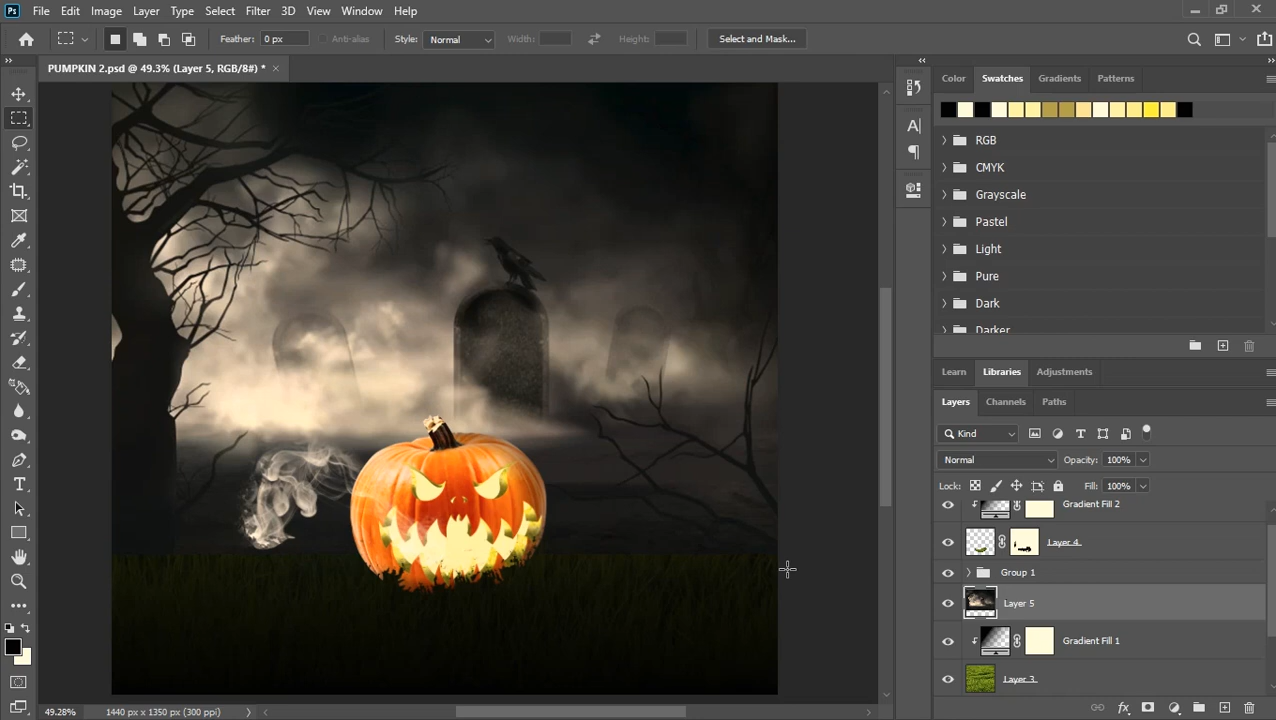 Ps File Edit Image Layer Type Select Filter 3D View Window Help
Feather: 0 px Anti-alias Style: Normal Width: Height: Select and Mask...
PUMPKIN 2.psd @ 49.3% (Layer 5, RGB/8#) * ×
Color Swatches Gradients Patterns
RGB
CMYK
Grayscale
Pastel
Light
Pure
Dark
Darker
Learn Libraries Adjustments
Layers Channels Paths
Kind
Normal Opacity: 100%
Lock: Fill: 100%
Gradient Fill 2
Layer 4
Group 1
Layer 5
Gradient Fill 1
Layer 3
49.28% 1440 px x 1350 px (300 ppi)